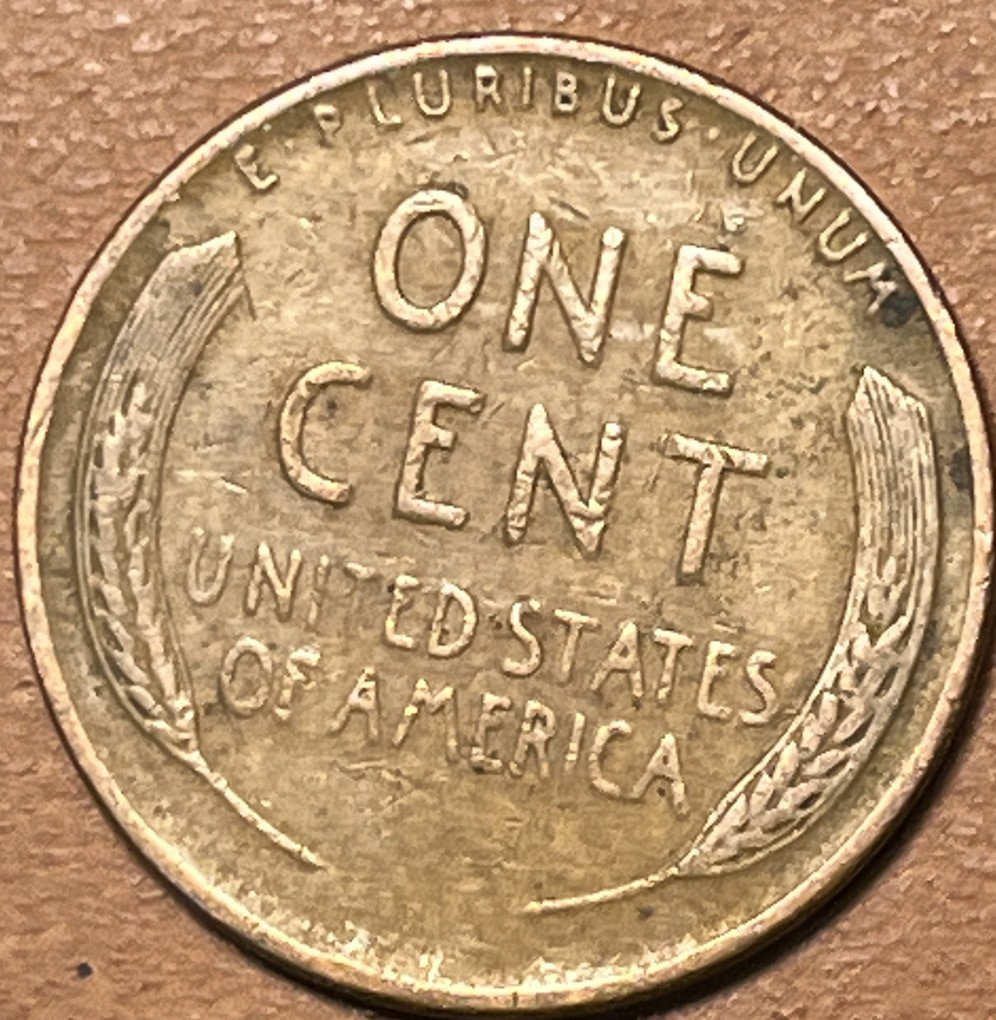 E·PLURIBUS·UNUM
ONE
CENT
UNITED·STATES
OF AMERICA